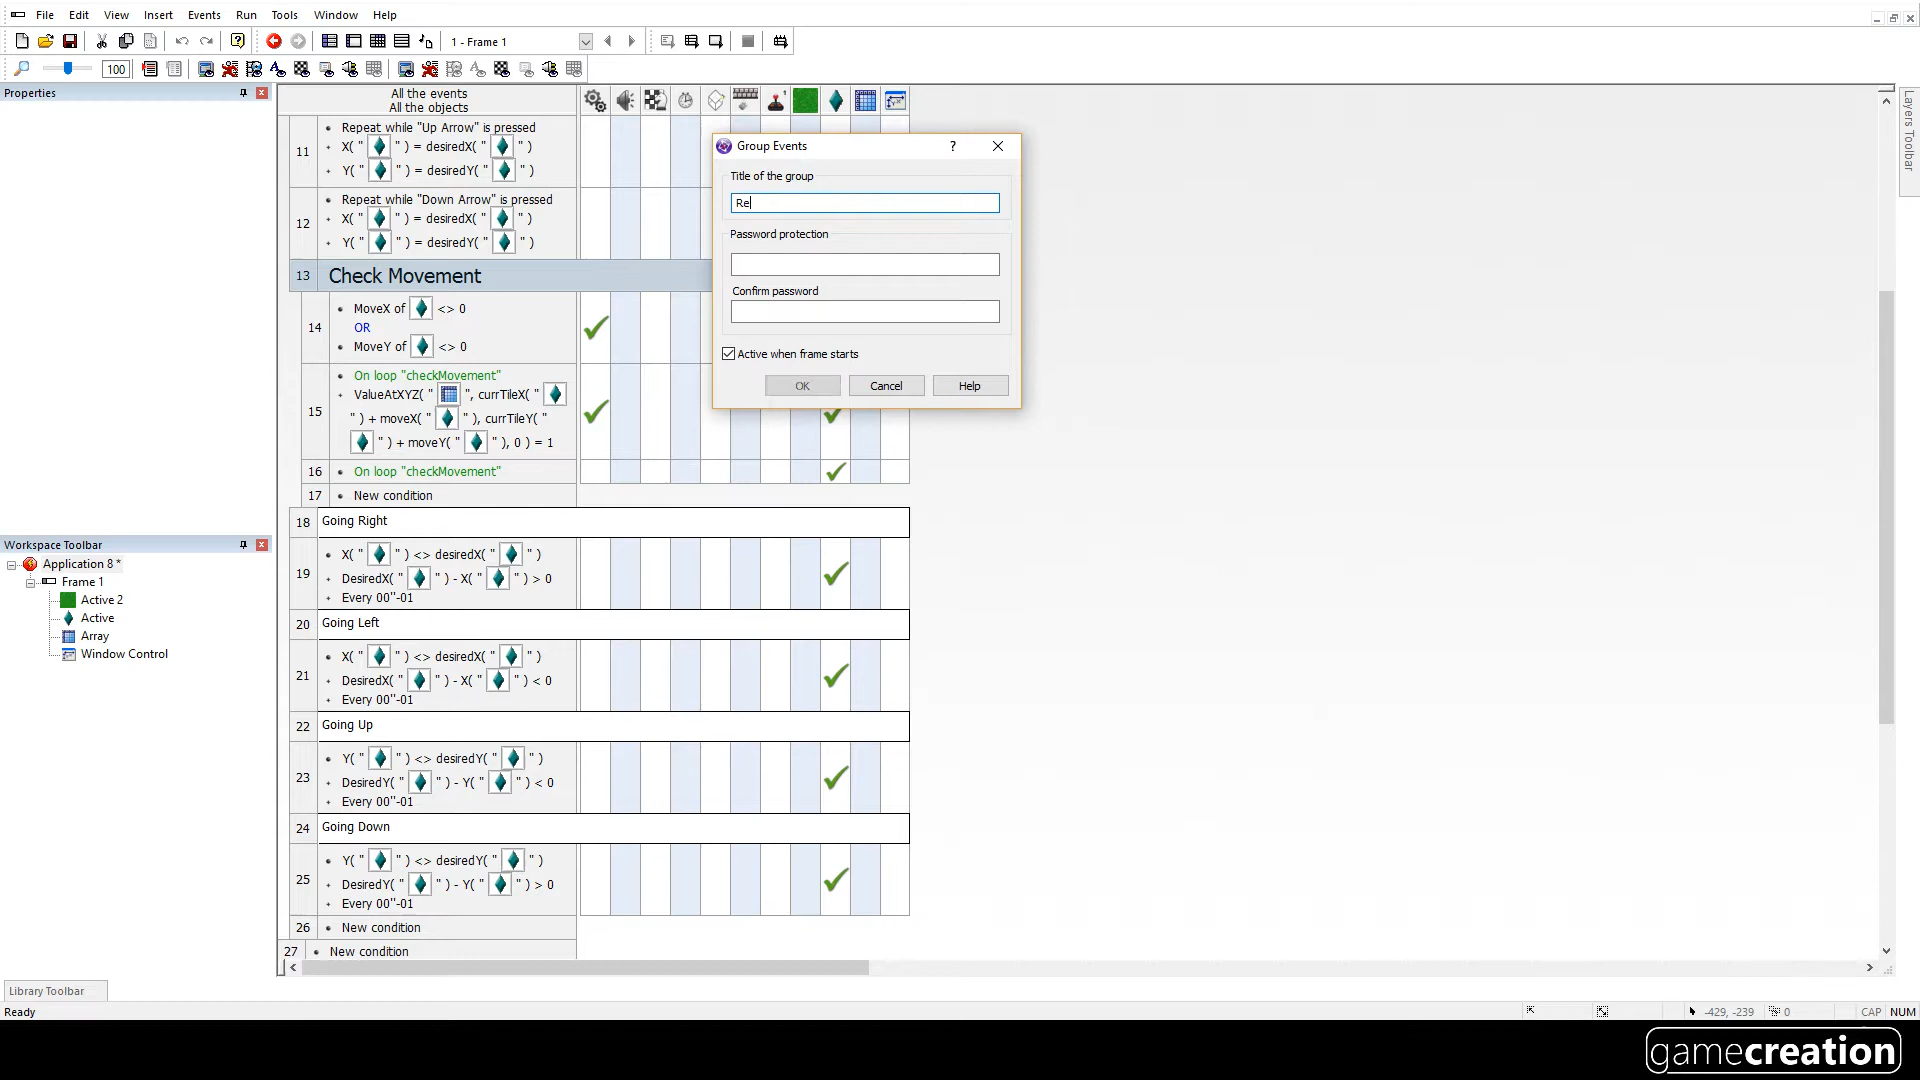 File Edit View Insert Events Run Tools Window Help
1 - Frame 1
100
Properties
All the events
All the objects
Layers Toolbar
11
Repeat while "Up Arrow" is pressed
X( " " ) = desiredX( " " )
Y( " " ) = desiredY( " " )
12
Repeat while "Down Arrow" is pressed
X( " " ) = desiredX( " " )
Y( " " ) = desiredY( " " )
13 Check Movement
14
MoveX of <> 0
OR
MoveY of <> 0
15
On loop "checkMovement"
ValueAtXYZ( " ", currTileX( "
" ) + moveX( " " ), currTileY( "
" ) + moveY( " " ), 0 ) = 1
16 On loop "checkMovement"
17 New condition
18 Going Right
19
X( " " ) <> desiredX( " " )
DesiredX( " " ) - X( " " ) > 0
Every 00"-01
20 Going Left
21
X( " " ) <> desiredX( " " )
DesiredX( " " ) - X( " " ) < 0
Every 00"-01
22 Going Up
23
Y( " " ) <> desiredY( " " )
DesiredY( " " ) - Y( " " ) < 0
Every 00"-01
24 Going Down
25
Y( " " ) <> desiredY( " " )
DesiredY( " " ) - Y( " " ) > 0
Every 00"-01
26 New condition
27 New condition
Group Events
?
Title of the group
Re
Password protection
Confirm password
Active when frame starts
OK Cancel Help
Workspace Toolbar
Application 8 *
Frame 1
Active 2
Active
Array
Window Control
Library Toolbar
Ready
-429, -239
0
CAP NUM
gamecreation